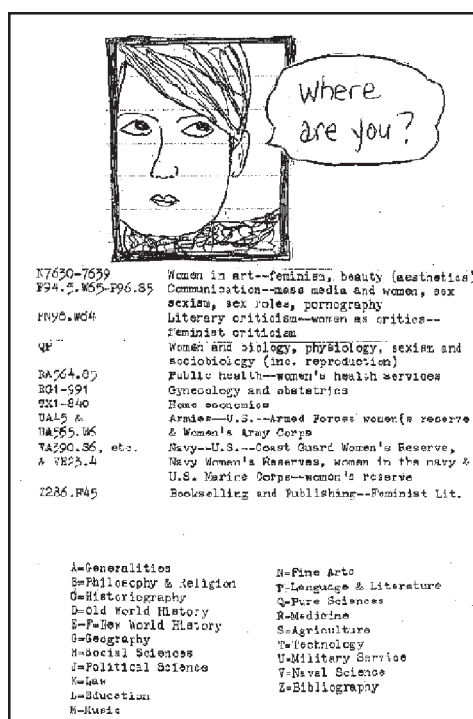 Where
are you?
N7630-7639 Women in art--feminism, beauty (aesthetics)
P94.5.W65-P96.S5 Communication--mass media and women, sex
sexism, sex roles, pornography
PN98.W64 Literary criticism--women as critics--
feminist criticism
QP Women and biology, physiology, sexism and
sociobiology (inc. reproduction)
RA564.85 Public health--women's health services
RG1-991 Gynecology and obstetrics
TX1-840 Home economics
UA45 & Armies--U.S.--Armed Forces women's reserve
UA565.W6 & Women's Army Corps
VA390.S6, etc. Navy--U.S.--Coast Guard Women's Reserve,
& VB23.4 Navy Women's Reserves, women in the navy &
U.S. Marine Corps--women's reserve
Z286.F45 Bookselling and Publishing--Feminist Lit.
A=Generalities
B=Philosophy & Religion
C=Historiography
D=Old World History
E-F=New World History
G=Geography
H=Social Sciences
J=Political Science
K=Law
L=Education
M=Music
N=Fine Arts
P=Language & Literature
Q=Pure Sciences
R=Medicine
S=Agriculture
T=Technology
U=Military Service
V=Naval Science
Z=Bibliography